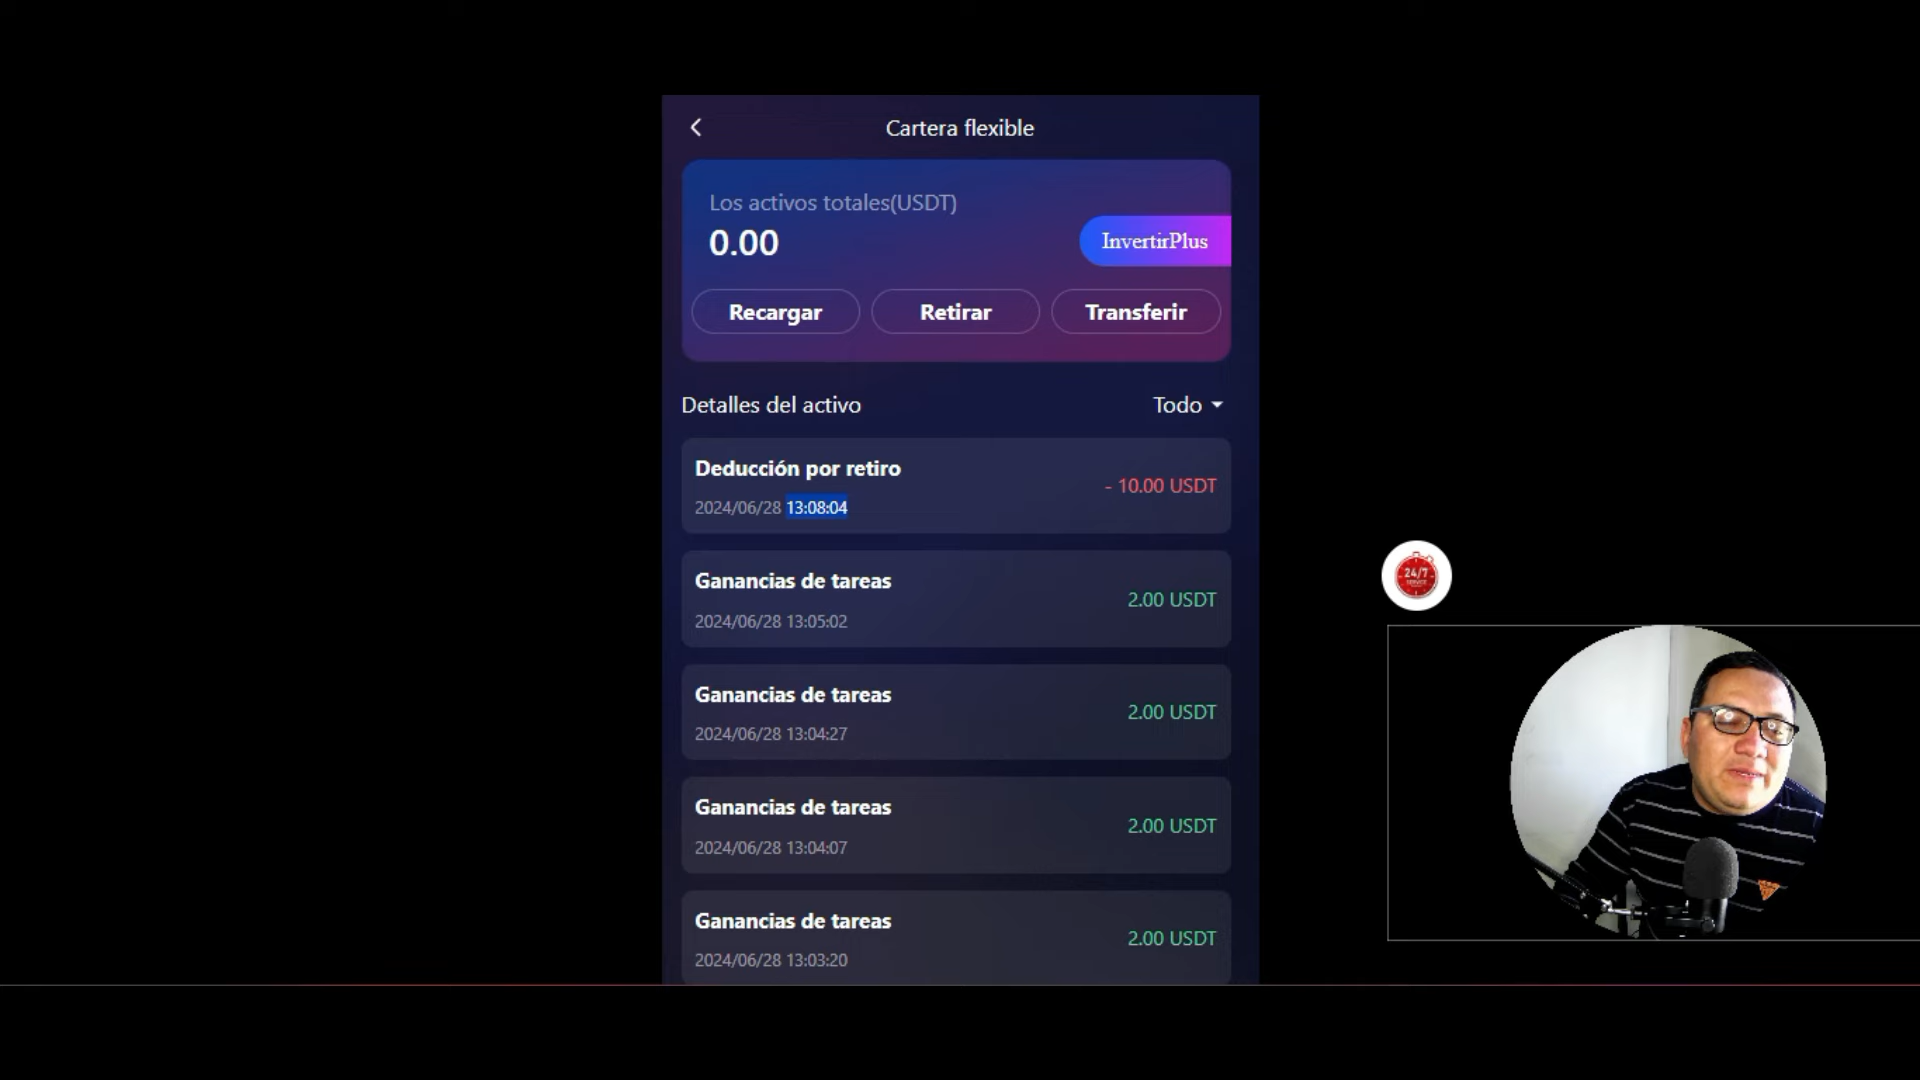 Cartera flexible
Los activos totales(USDT)
0.00
InvertirPlus
Recargar
Retirar
Transferir
Detalles del activo
Todo
Deducción por retiro
- 10.00 USDT
2024/06/28 13:08:04
Ganancias de tareas
2.00 USDT
2024/06/28 13:05:02
Ganancias de tareas
2.00 USDT
2024/06/28 13:04:27
Ganancias de tareas
2.00 USDT
2024/06/28 13:04:07
Ganancias de tareas
2.00 USDT
2024/06/28 13:03:20
24/7
SERVICE